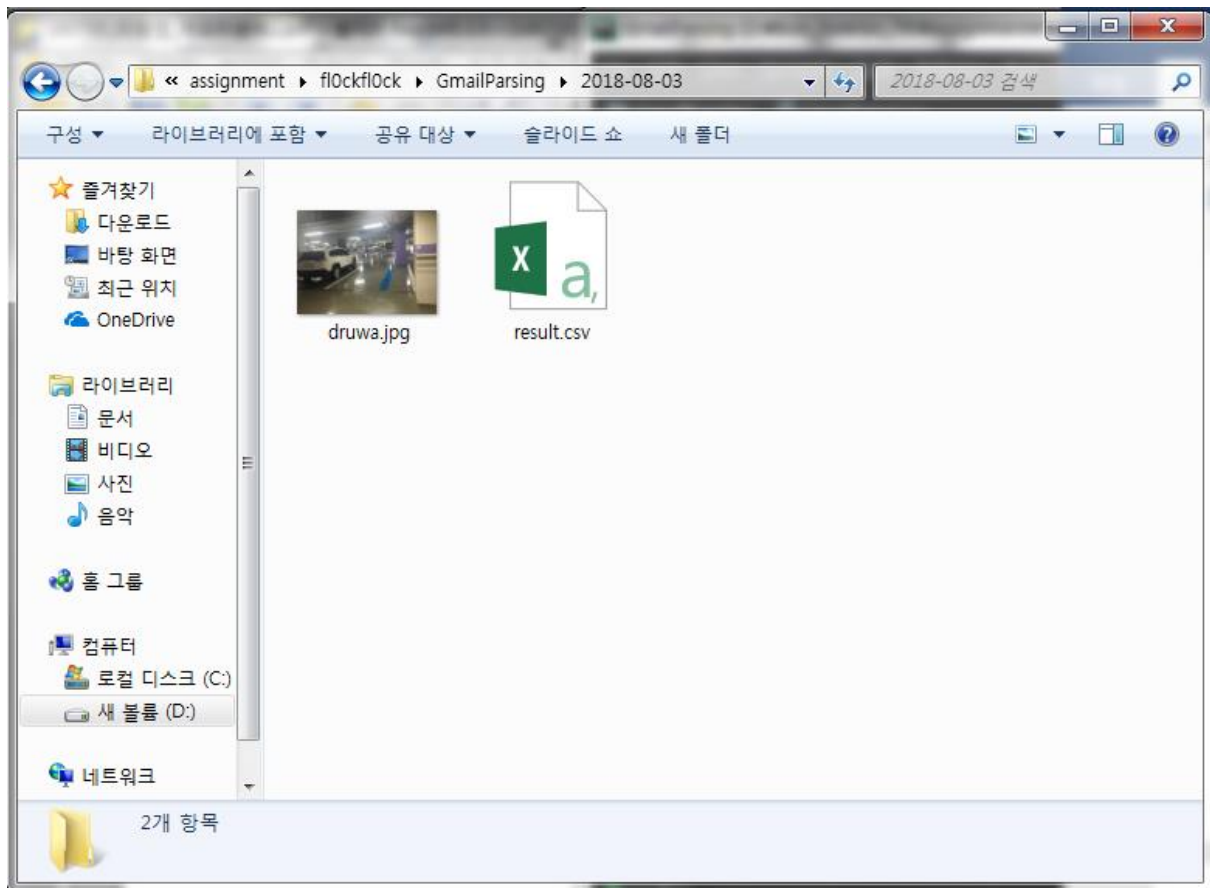 « assignment ▸ fl0ckfl0ck ▸ GmailParsing ▸ 2018-08-03
2018-08-03 검색
구성 ▼ 라이브러리에 포함 ▼ 공유 대상 ▼ 슬라이드 쇼 새 폴더
즐겨찾기
다운로드
바탕 화면
최근 위치
OneDrive
라이브러리
문서
비디오
사진
음악
홈 그룹
컴퓨터
로컬 디스크 (C:)
새 볼륨 (D:)
네트워크
druwa.jpg
X a,
result.csv
2개 항목